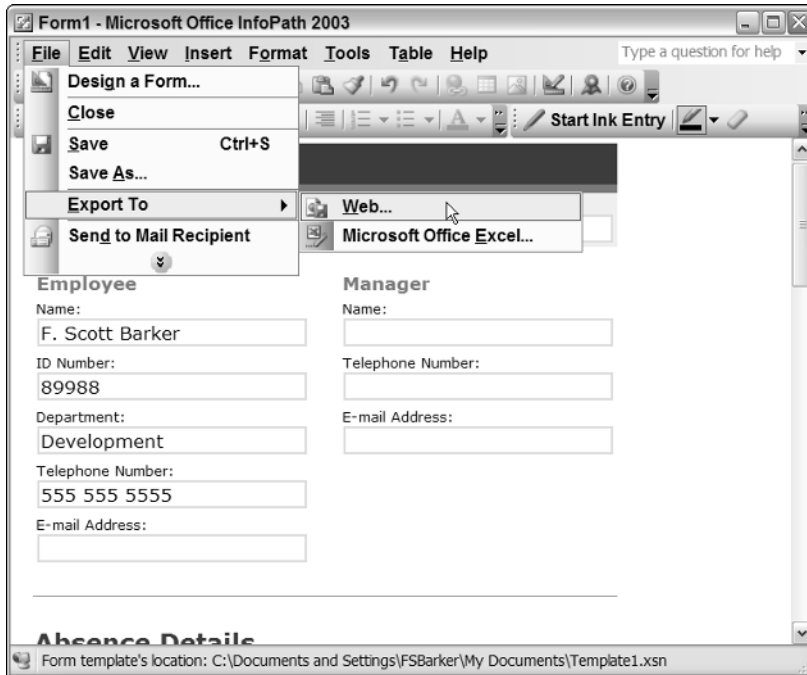 Form1 - Microsoft Office InfoPath 2003
File Edit View Insert Format Tools Table Help Type a question for help
Design a Form...
Close
Start Ink Entry
Save Ctrl+S
Save As...
Export To Web...
Send to Mail Recipient Microsoft Office Excel...
Employee Manager
Name: Name:
F. Scott Barker
ID Number: Telephone Number:
89988
Department: E-mail Address:
Development
Telephone Number:
555 555 5555
E-mail Address:
Absence Details
Form template's location: C:\Documents and Settings\FSBarker\My Documents\Template1.xsn